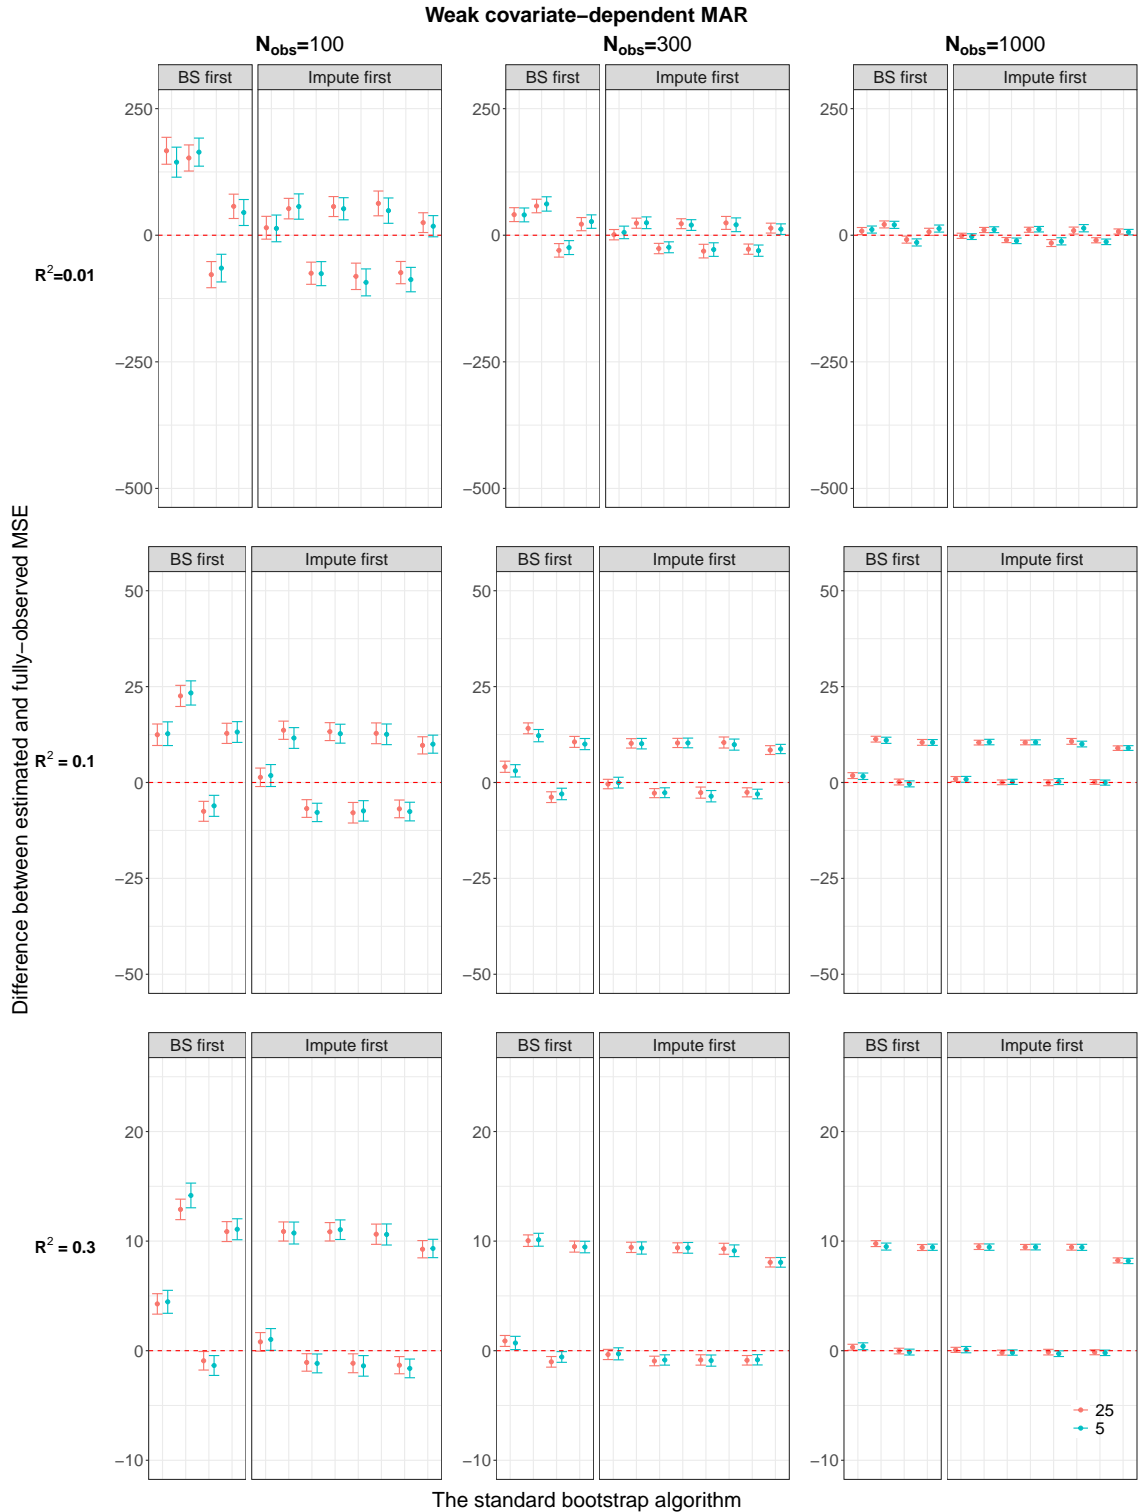 Weak covariate−dependent MAR
N_obs=100 N_obs=300 N_obs=1000
BS first Impute first BS first Impute first BS first Impute first
250 250 250
0 0 0
R²=0.01
−250 −250 −250
−500 −500 −500
Difference between estimated and fully−observed MSE
BS first Impute first BS first Impute first BS first Impute first
50 50 50
25 25 25
R² = 0.1
0 0 0
−25 −25 −25
−50 −50 −50
BS first Impute first BS first Impute first BS first Impute first
20 20 20
10 10 10
R² = 0.3
0 0 0
25
5
−10 −10 −10
The standard bootstrap algorithm